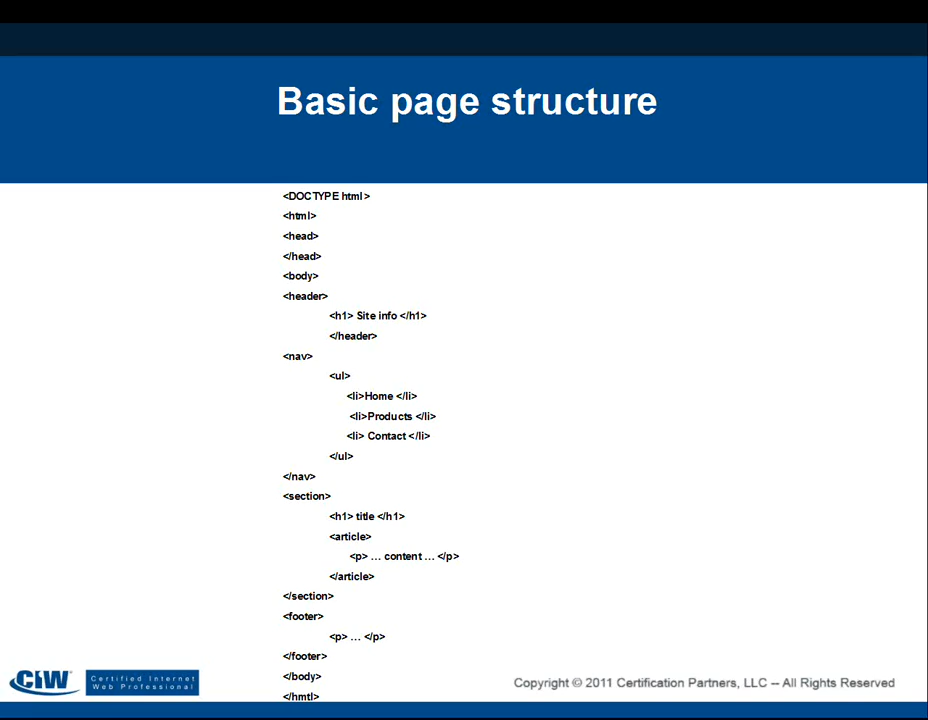 Basic page structure
<DOCTYPE html>
<html>
<head>
</head>
<body>
<header>
<h1> Site info </h1>
</header>
<nav>
<ul>
<li>Home </li>
<li>Products </li>
<li> Contact </li>
</ul>
</nav>
<section>
<h1> title </h1>
<article>
<p> … content … </p>
</article>
</section>
<footer>
<p> … </p>
</footer>
</body>
</hmtl>
CIW
Certified Internet
Web Professional
Copyright © 2011 Certification Partners, LLC -- All Rights Reserved